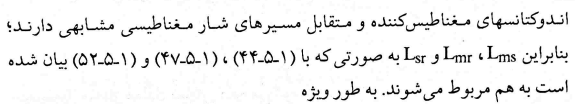 اندوکتانسهای مغناطیس‌کننده و متقابل مسیرهای شار مغناطیسی مشابهی دارند؛
بنابراین Lms ، Lmr و Lsr به صورتی که با (۱-۵-۴۴) ، (۱-۵-۴۷) و (۱-۵-۵۲) بیان شده
است به هم مربوط می‌شوند. به طور ویژه